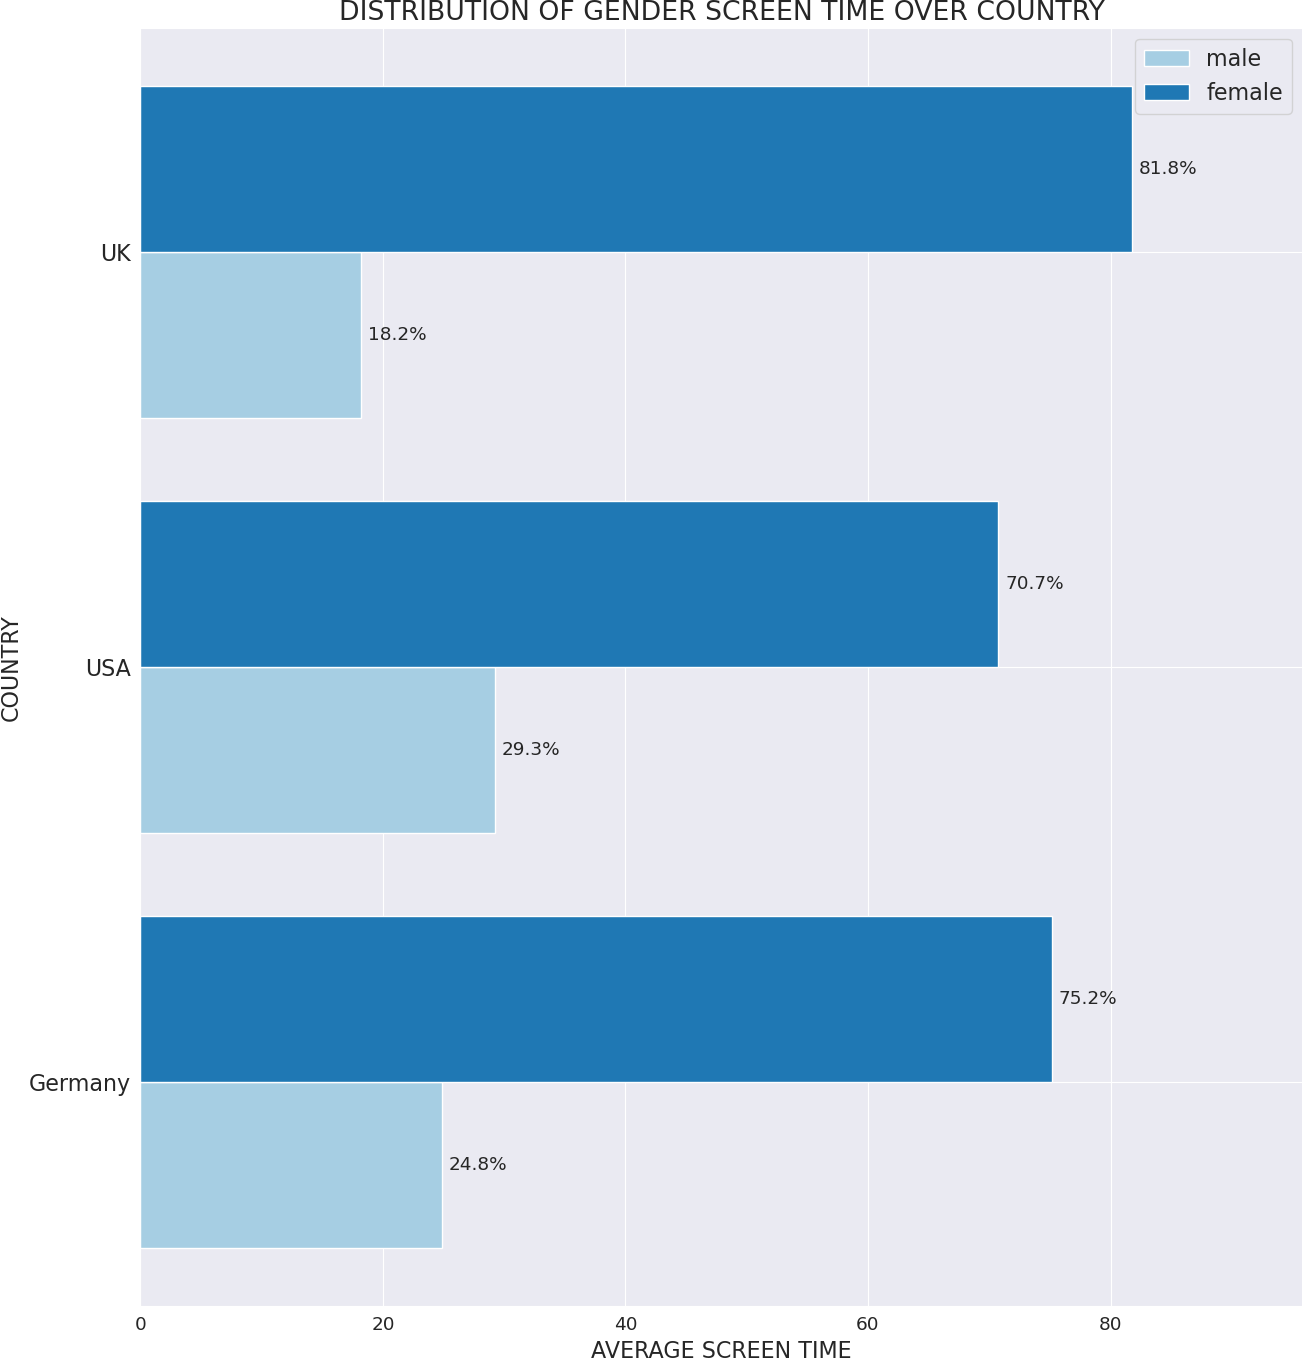 DISTRIBUTION OF GENDER SCREEN TIME OVER COUNTRY
male
female
81.8%
UK
18.2%
70.7%
USA
29.3%
COUNTRY
75.2%
Germany
24.8%
0 20 40 60 80
AVERAGE SCREEN TIME